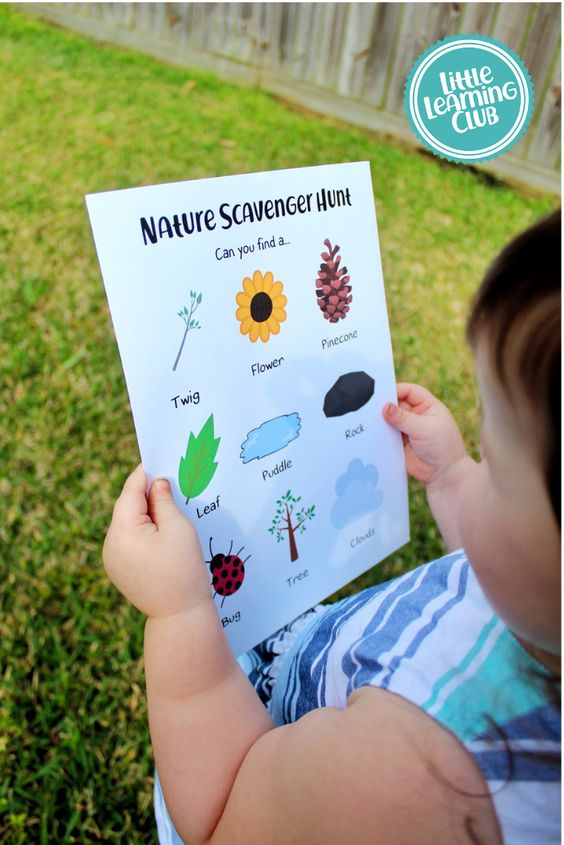 Little
Learning
Club
Nature Scavenger Hunt
Can you find a...
Twig
Flower
Pinecone
Leaf
Puddle
Rock
Bug
Tree
Clouds